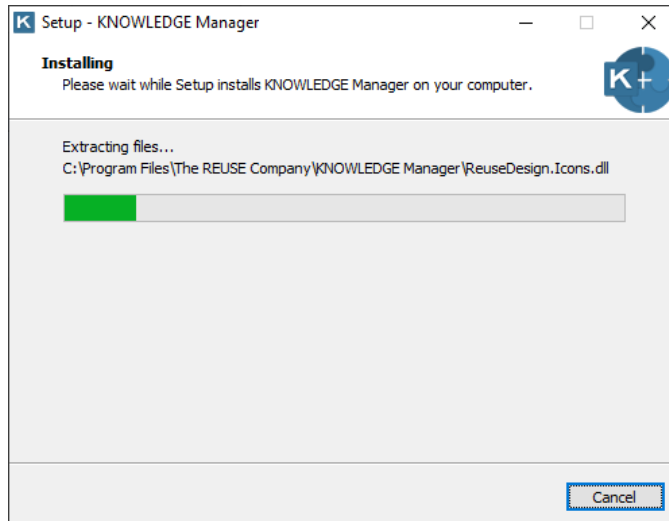 K Setup - KNOWLEDGE Manager
Installing
Please wait while Setup installs KNOWLEDGE Manager on your computer.
K+
Extracting files...
C:\Program Files\The REUSE Company\KNOWLEDGE Manager\ReuseDesign.Icons.dll
Cancel